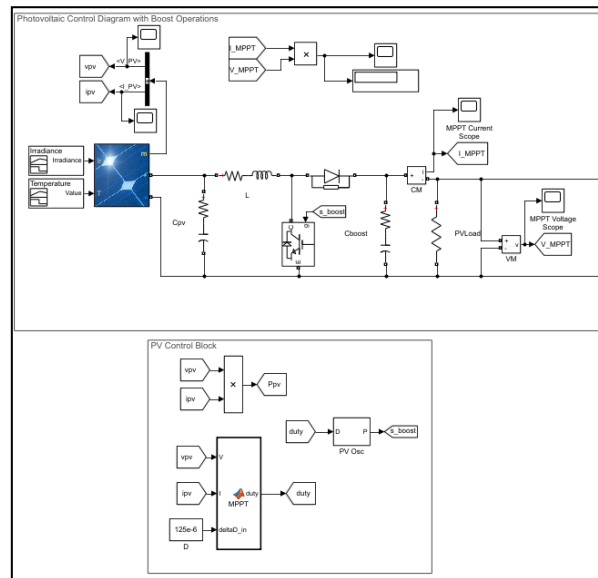 Photovoltaic Control Diagram with Boost Operations
<V_PV>
vpv
<I_PV>
ipv
I_MPPT
V_MPPT
×
MPPT Current
Scope
I_MPPT
Irradiance
Irradiance
m
Temperature
Value
T
+
-
i
CM
L
Cpv
s_boost
g
C
E
Cboost
PVLoad
MPPT Voltage
Scope
+
-
v
V_MPPT
VM
PV Control Block
vpv
ipv
×
Ppv
duty
D
P
s_boost
PV Osc
vpv
V
ipv
I
duty
duty
MPPT
125e-6
deltaD_in
D